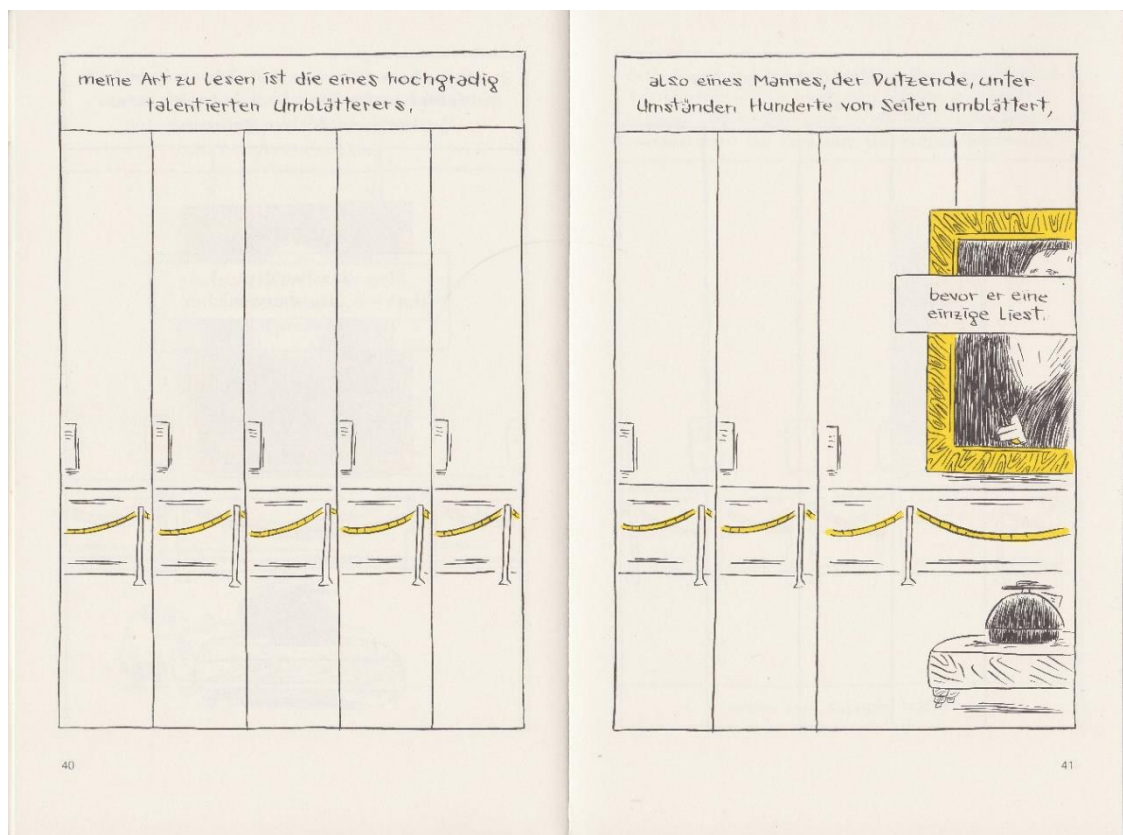 meine Art zu lesen ist die eines hochgradig
talentierten Umblätterers,
40
also eines Mannes, der Dutzende, unter
Umständen Hunderte von Seiten umblättert,
bevor er eine
einzige liest.
41